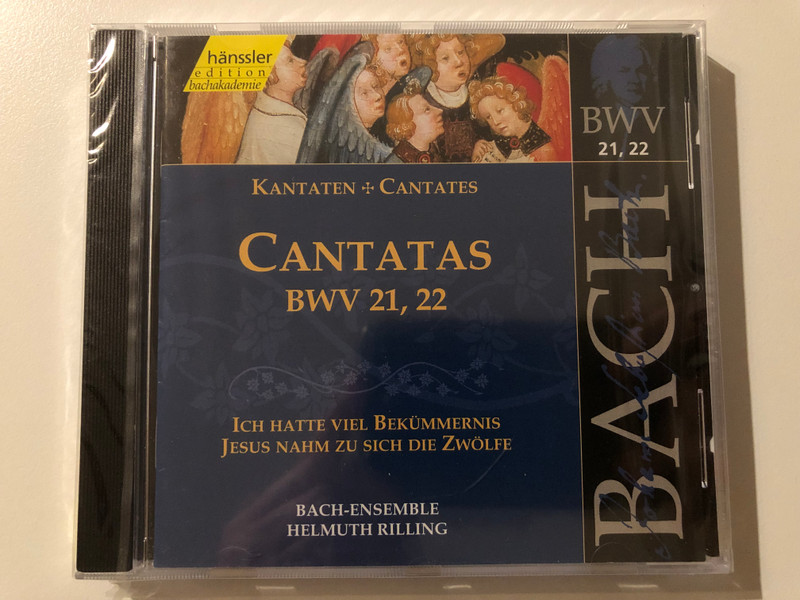 hänssler
edition
bachakademie
BWV
21, 22
KANTATEN ✢ CANTATES
CANTATAS
BWV 21, 22
ICH HATTE VIEL BEKÜMMERNIS
JESUS NAHM ZU SICH DIE ZWÖLFE
BACH-ENSEMBLE
HELMUTH RILLING
BACH